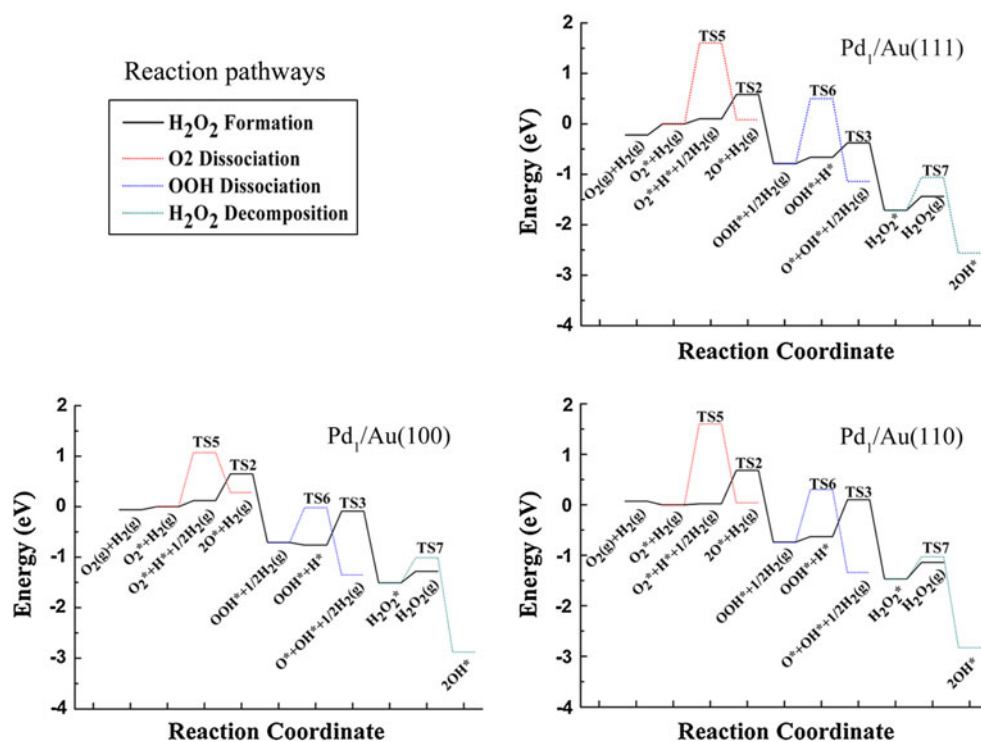 Reaction pathways
H₂O₂ Formation
O2 Dissociation
OOH Dissociation
H₂O₂ Decomposition
Pd₁/Au(111)
Energy (eV)
2
1
0
-1
-2
-3
-4
TS5
TS2
TS6
TS3
TS7
O₂(g)+H₂(g)
O₂*+H₂(g)
O₂*+H*+1/2H₂(g)
2O*+H₂(g)
OOH*+1/2H₂(g)
OOH*+H*
O*+OH*+1/2H₂(g)
H₂O₂*
H₂O₂(g)
2OH*
Reaction Coordinate
Pd₁/Au(100)
Energy (eV)
2
1
0
-1
-2
-3
-4
TS5
TS2
TS6
TS3
TS7
O₂(g)+H₂(g)
O₂*+H₂(g)
O₂*+H*+1/2H₂(g)
2O*+H₂(g)
OOH*+1/2H₂(g)
OOH*+H*
O*+OH*+1/2H₂(g)
H₂O₂*
H₂O₂(g)
2OH*
Reaction Coordinate
Pd₁/Au(110)
Energy (eV)
2
1
0
-1
-2
-3
-4
TS5
TS2
TS6
TS3
TS7
O₂(g)+H₂(g)
O₂*+H₂(g)
O₂*+H*+1/2H₂(g)
2O*+H₂(g)
OOH*+1/2H₂(g)
OOH*+H*
O*+OH*+1/2H₂(g)
H₂O₂*
H₂O₂(g)
2OH*
Reaction Coordinate